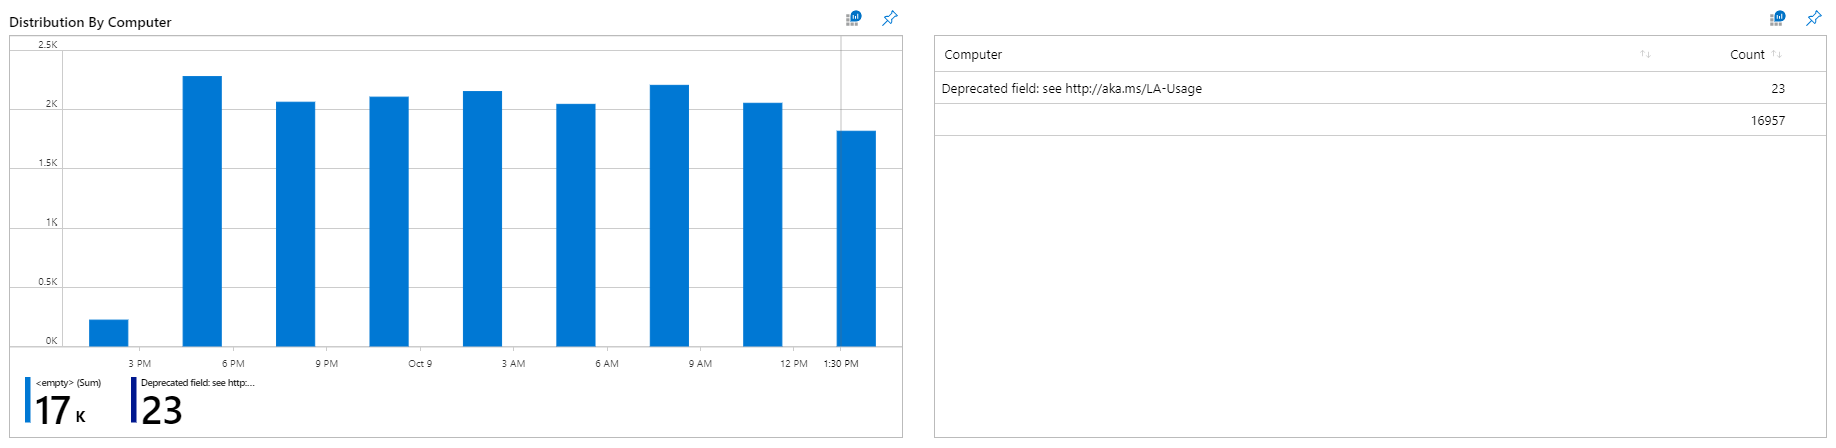 Distribution By Computer
2.5K
2K
1.5K
1K
0.5K
0K
3 PM 6 PM 9 PM Oct 9 3 AM 6 AM 9 AM 12 PM 1:30 PM
<empty> (Sum)
17 K
Deprecated field: see http:...
23
Computer ↑↓ Count ↑↓
Deprecated field: see http://aka.ms/LA-Usage 23
16957